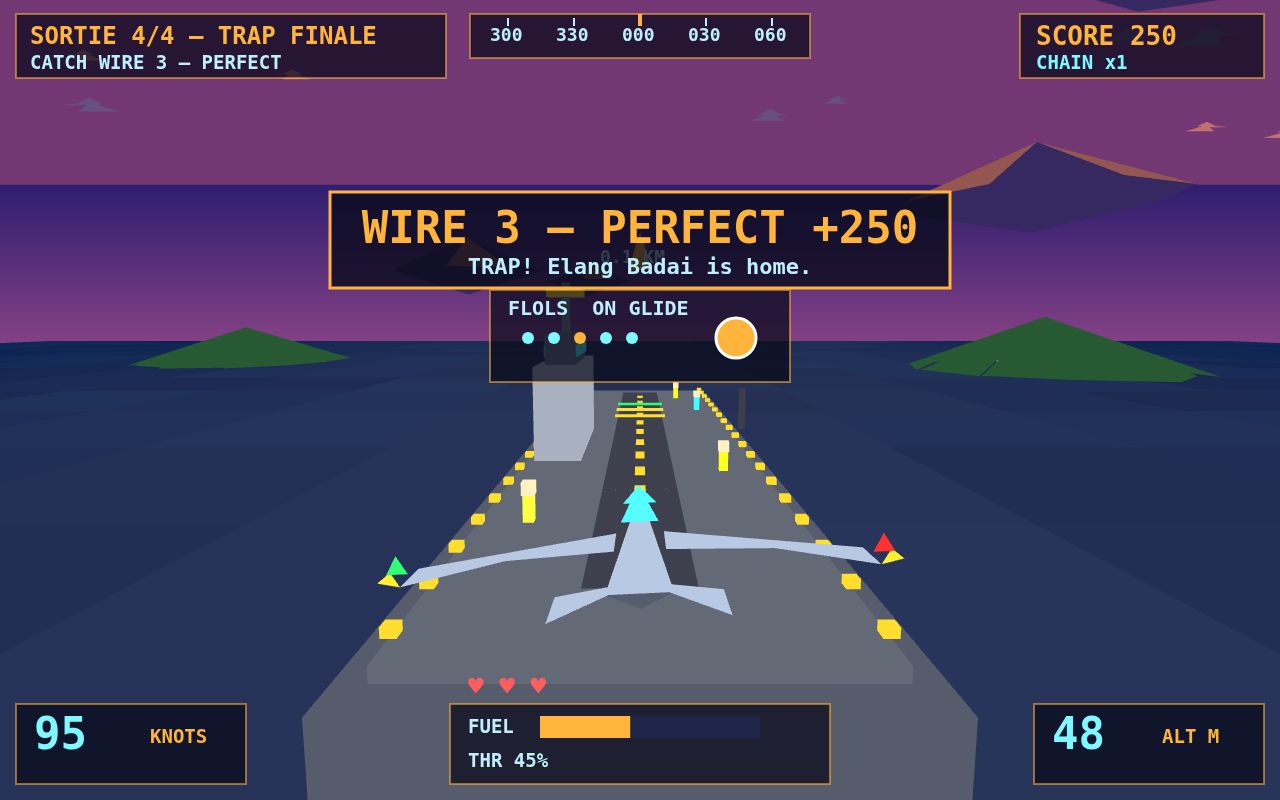 SORTIE 4/4 — TRAP FINALE
CATCH WIRE 3 — PERFECT
300 330 000 030 060
SCORE 250
CHAIN x1
WIRE 3 — PERFECT +250
TRAP! Elang Badai is home.
FLOLS ON GLIDE
95 KNOTS
FUEL
THR 45%
48 ALT M